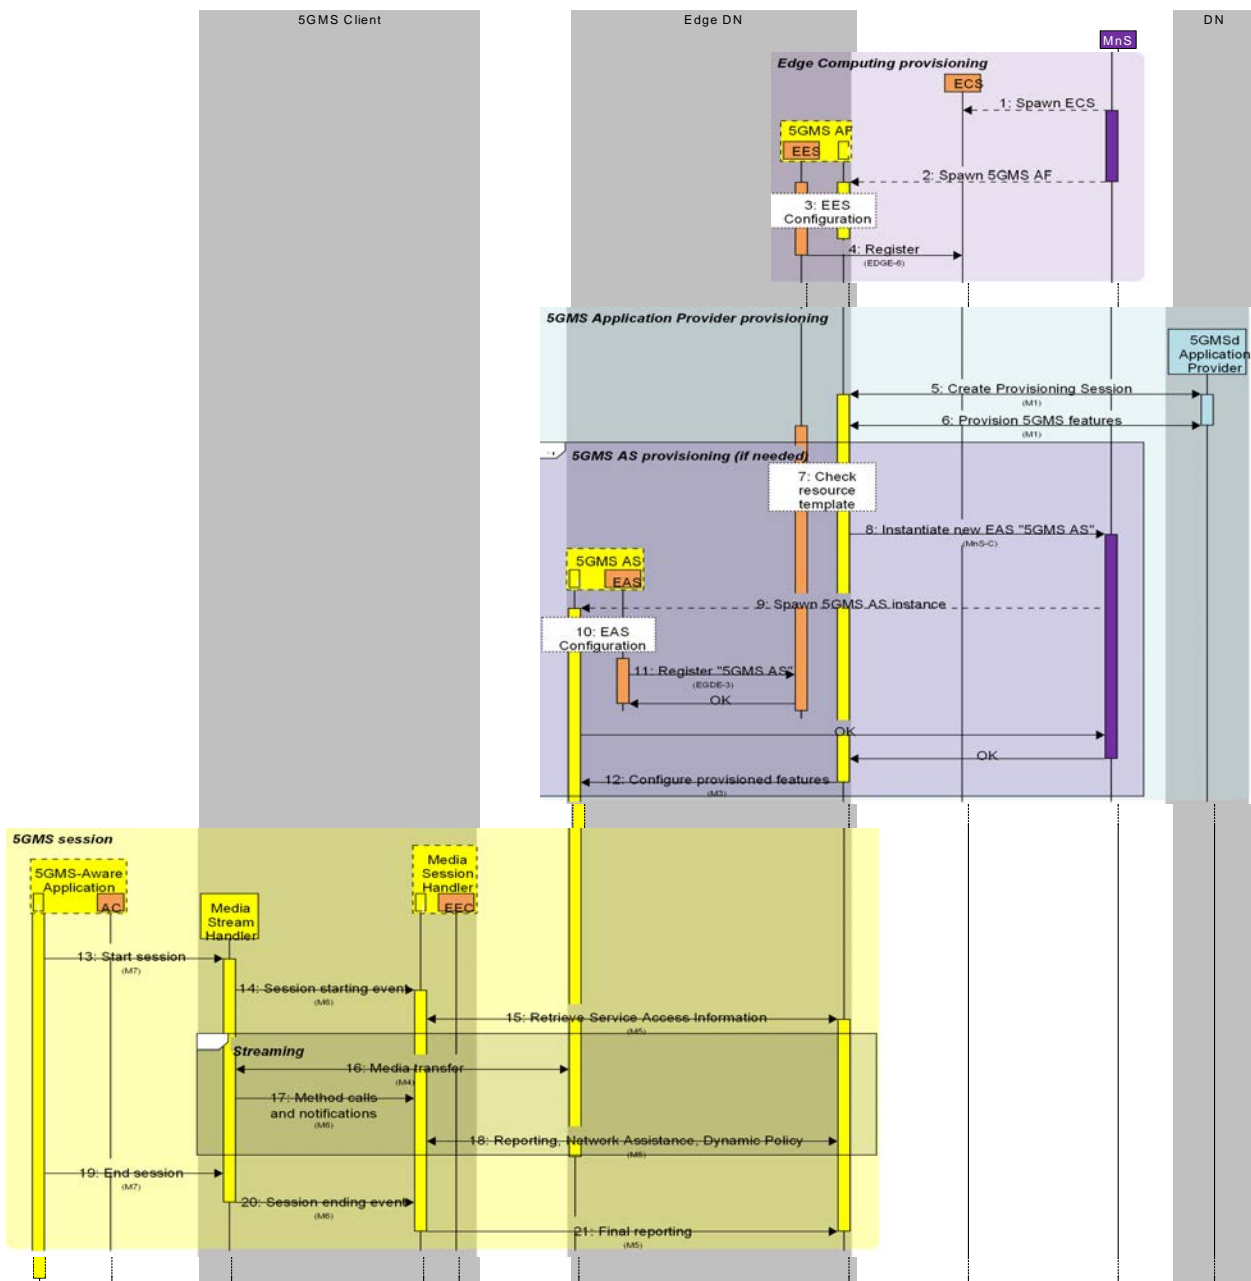 5GMS Client
Edge DN
DN
MnS
Edge Computing provisioning
ECS
1: Spawn ECS
5GMS AF
EES
2: Spawn 5GMS AF
3: EES
Configuration
4: Register
(EDGE-6)
5GMS Application Provider provisioning
5GMSd
Application
Provider
5: Create Provisioning Session
(M1)
6: Provision 5GMS features
(M1)
5GMS AS provisioning (if needed)
7: Check
resource
template
8: Instantiate new EAS "5GMS AS"
(MnS-C)
5GMS AS
EAS
9: Spawn 5GMS AS instance
10: EAS
Configuration
11: Register "5GMS AS"
(EGDE-3)
OK
OK
OK
12: Configure provisioned features
(M3)
5GMS session
5GMS-Aware
Application
AC
Media
Stream
Handler
Media
Session
Handler
EEC
13: Start session
(M7)
14: Session starting event
(M6)
15: Retrieve Service Access Information
(M5)
Streaming
16: Media transfer
(M4)
17: Method calls
and notifications
(M6)
18: Reporting, Network Assistance, Dynamic Policy
19: End session
(M7)
20: Session ending event
(M6)
21: Final reporting
(M5)